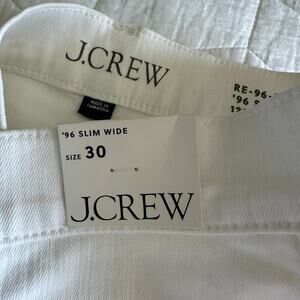 J.CREW
MADE IN
CAMBODIA
RE-96-
'96 S
'96 SLIM WIDE
SIZE 30
J.CREW